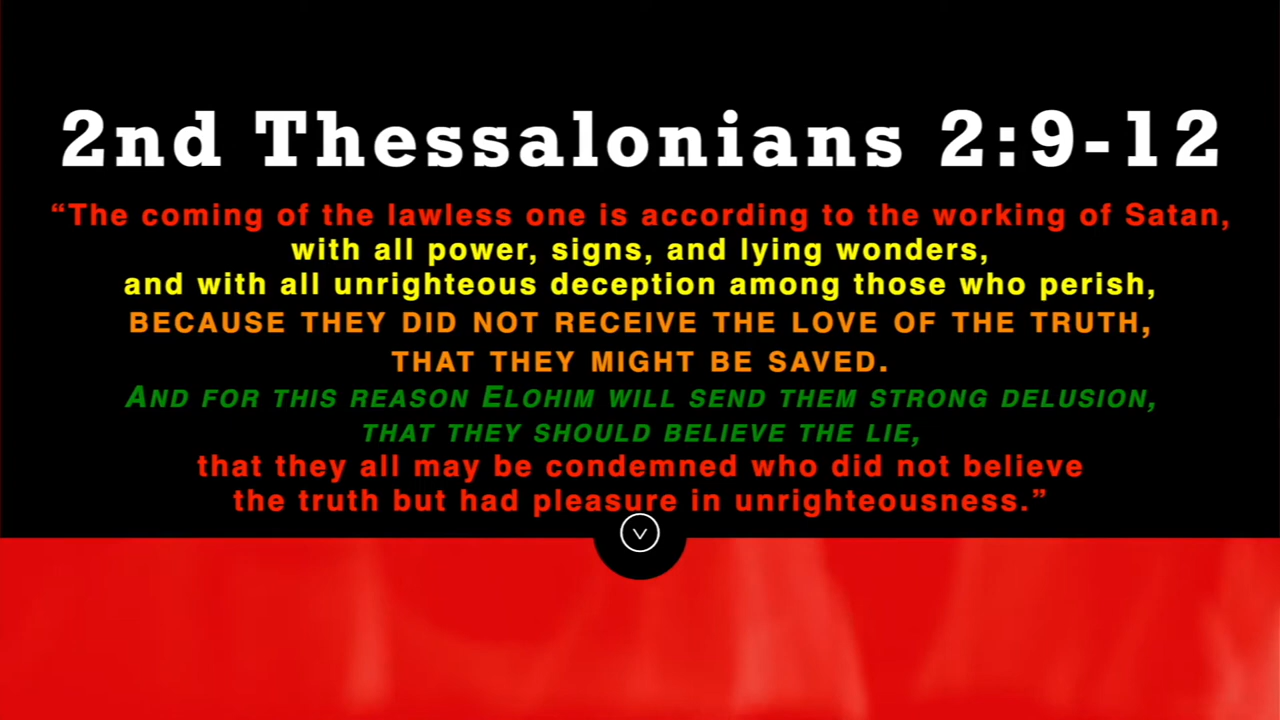 2nd Thessalonians 2:9-12
“The coming of the lawless one is according to the working of Satan,
with all power, signs, and lying wonders,
and with all unrighteous deception among those who perish,
BECAUSE THEY DID NOT RECEIVE THE LOVE OF THE TRUTH,
THAT THEY MIGHT BE SAVED.
AND FOR THIS REASON ELOHIM WILL SEND THEM STRONG DELUSION,
THAT THEY SHOULD BELIEVE THE LIE,
that they all may be condemned who did not believe
the truth but had pleasure in unrighteousness.”